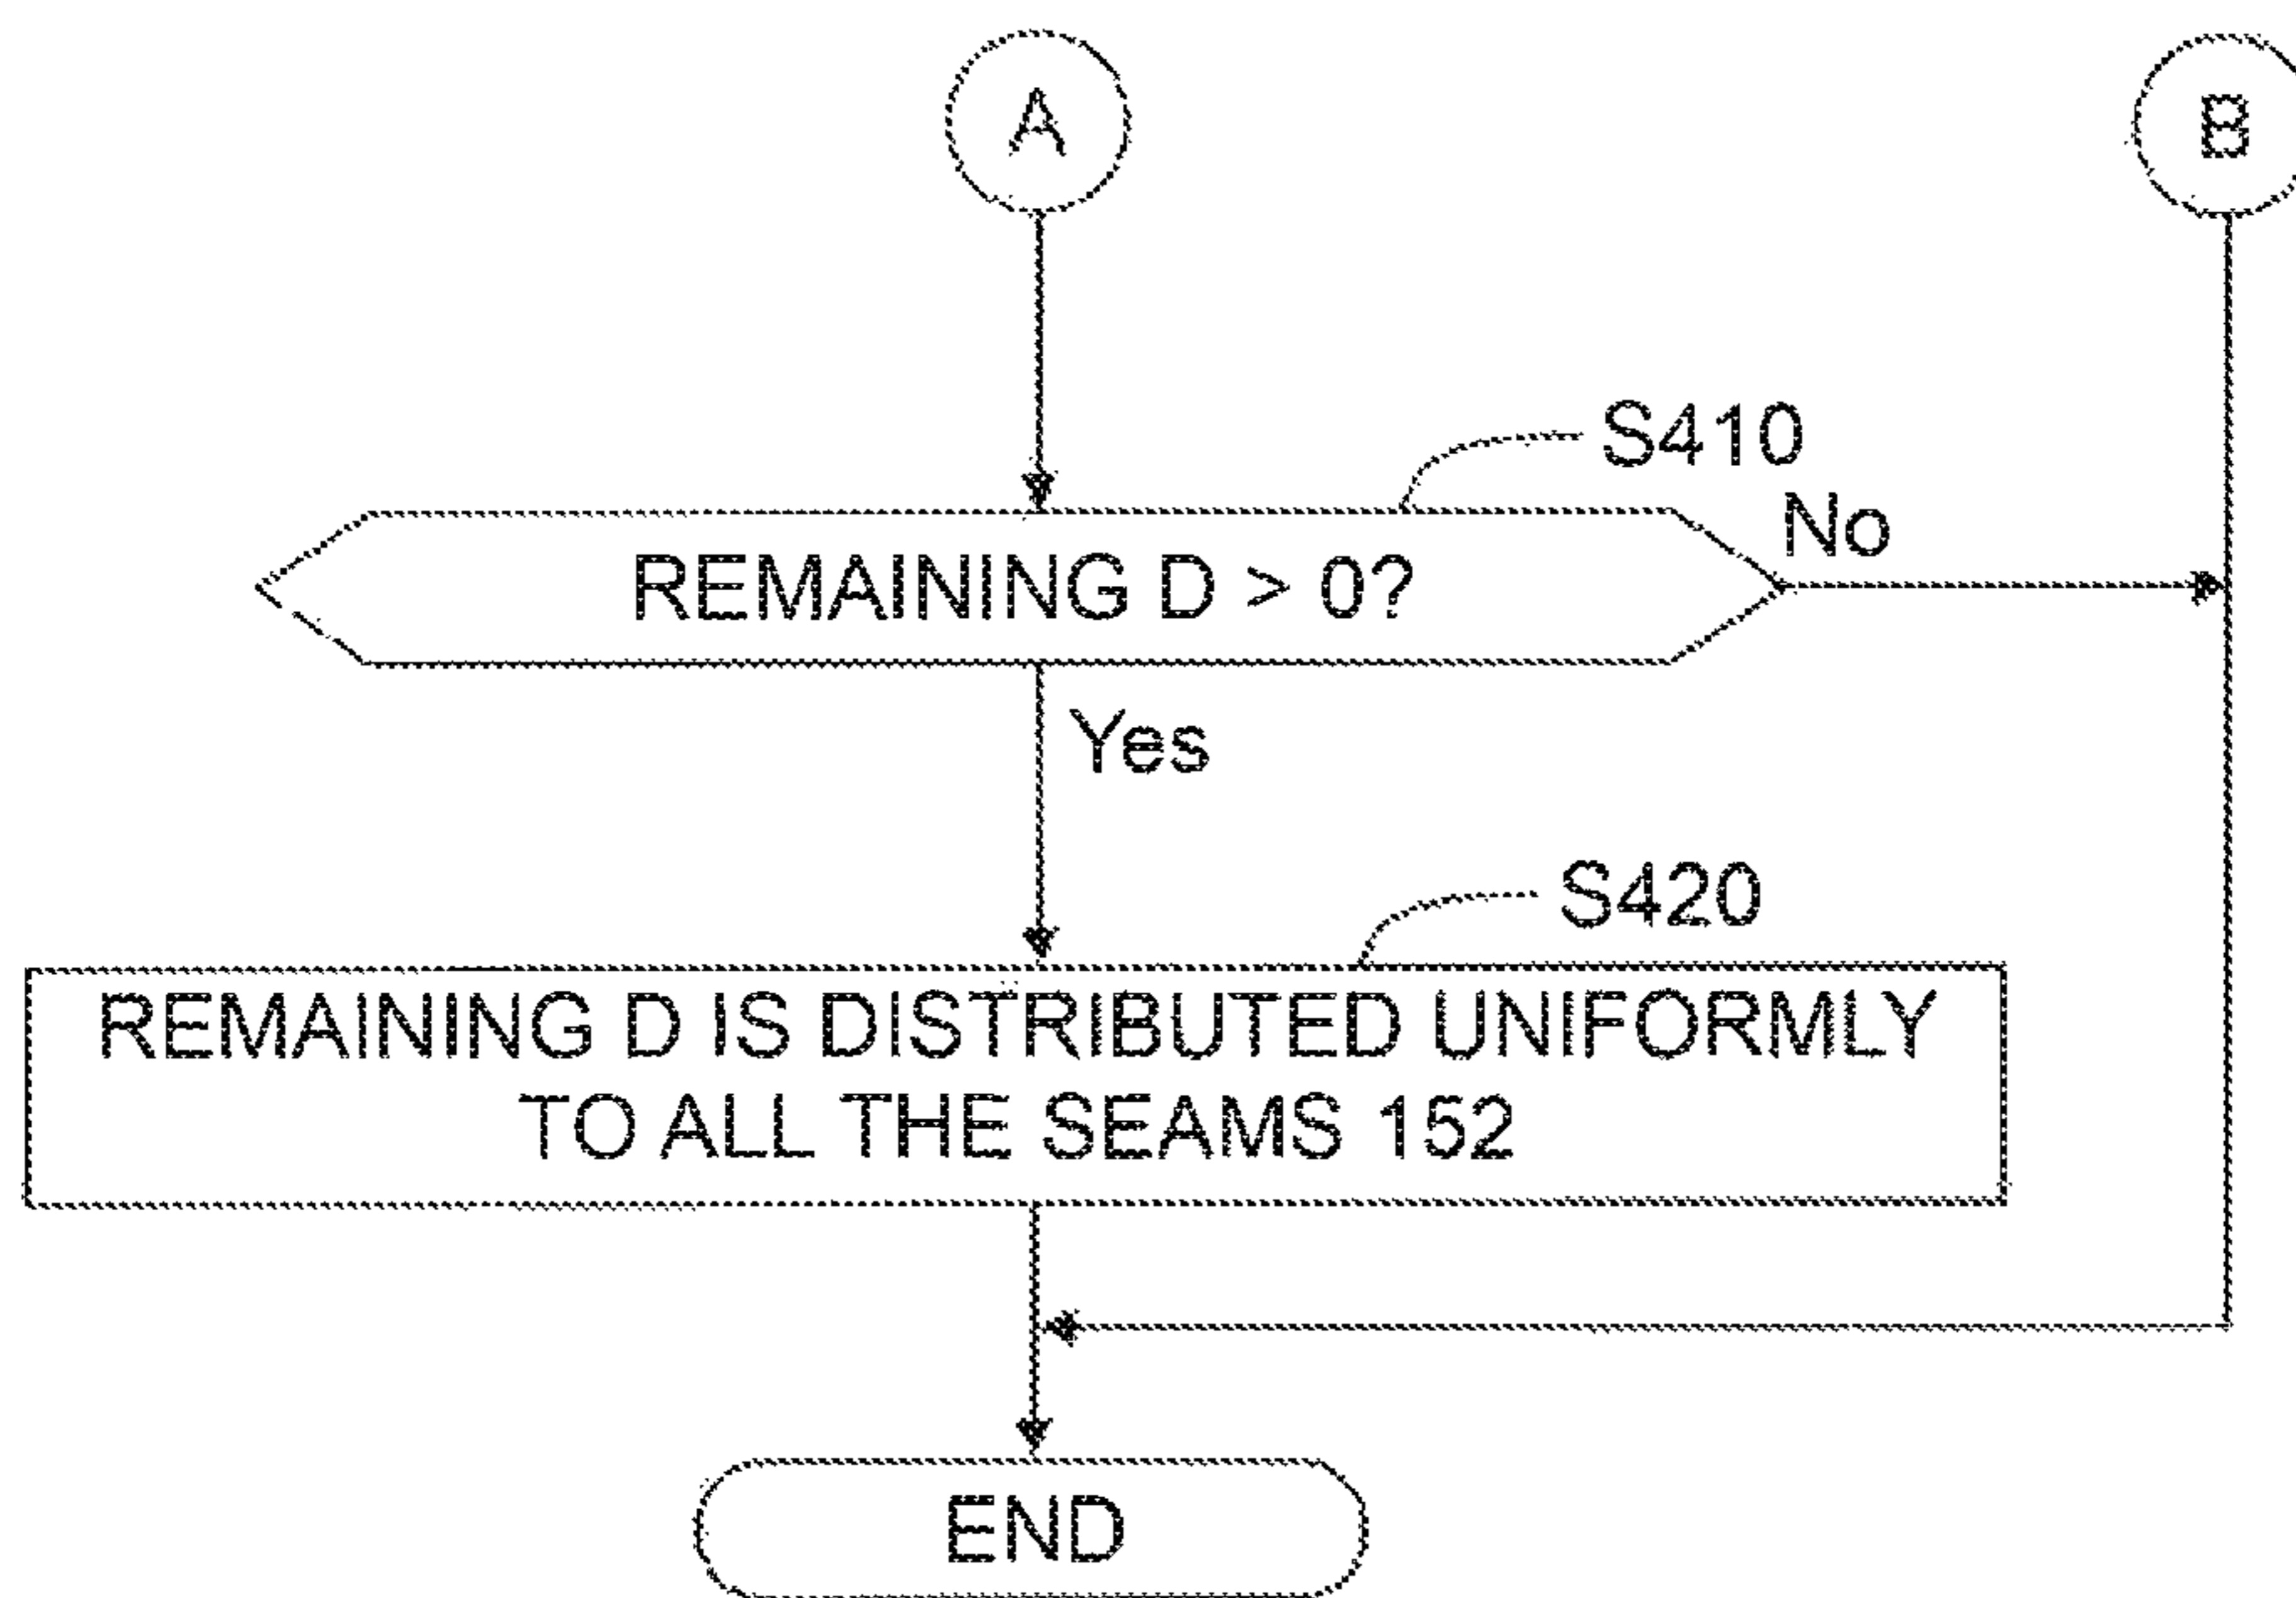 A
B
S410
No
REMAINING D > 0?
Yes
S420
REMAINING D IS DISTRIBUTED UNIFORMLY
TO ALL THE SEAMS 152
END